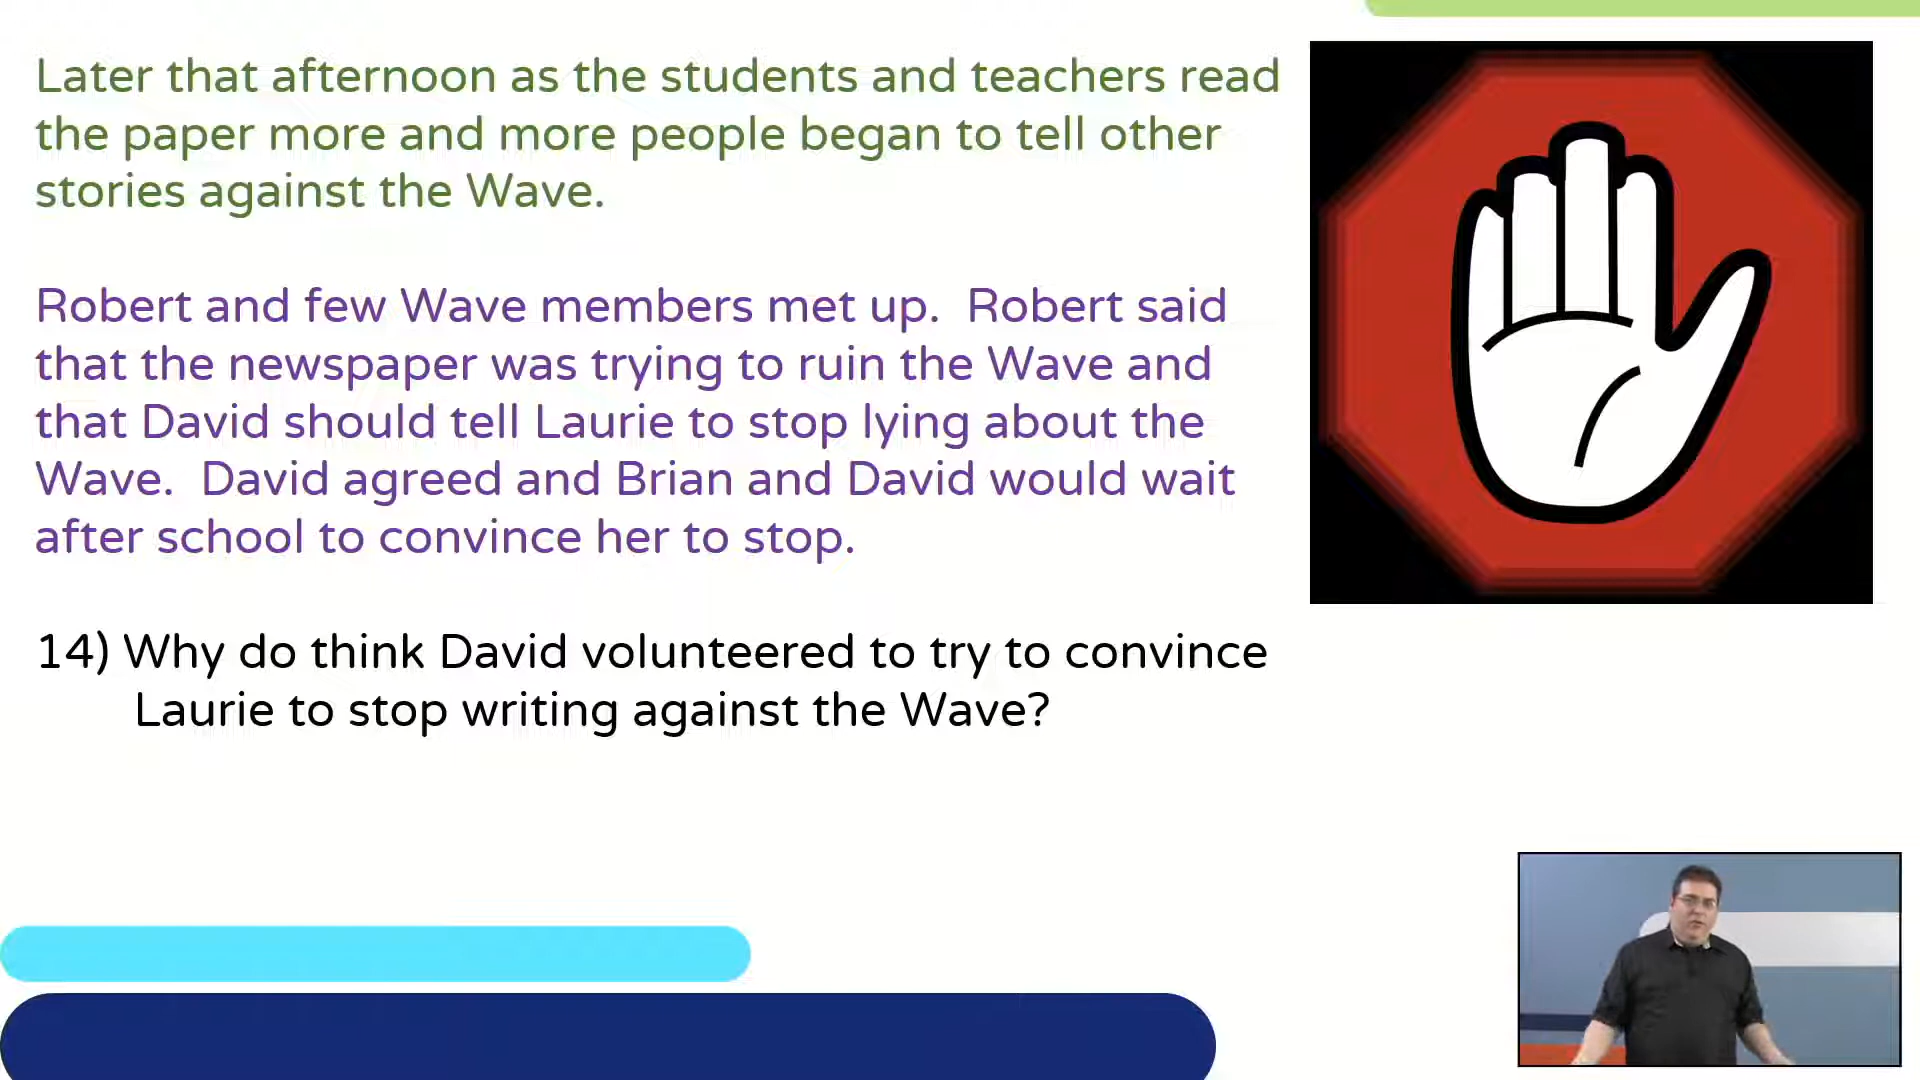 Later that afternoon as the students and teachers read
the paper more and more people began to tell other
stories against the Wave.
Robert and few Wave members met up.  Robert said
that the newspaper was trying to ruin the Wave and
that David should tell Laurie to stop lying about the
Wave.  David agreed and Brian and David would wait
after school to convince her to stop.
14) Why do think David volunteered to try to convince
Laurie to stop writing against the Wave?